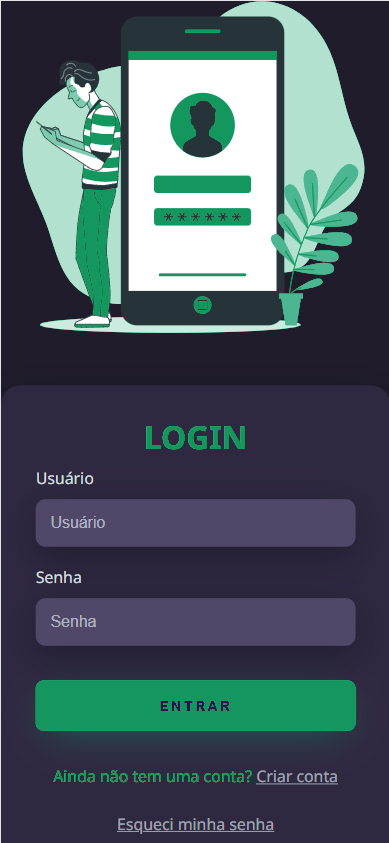 ******
LOGIN
Usuário
Usuário
Senha
Senha
ENTRAR
Ainda não tem uma conta? Criar conta
Esqueci minha senha